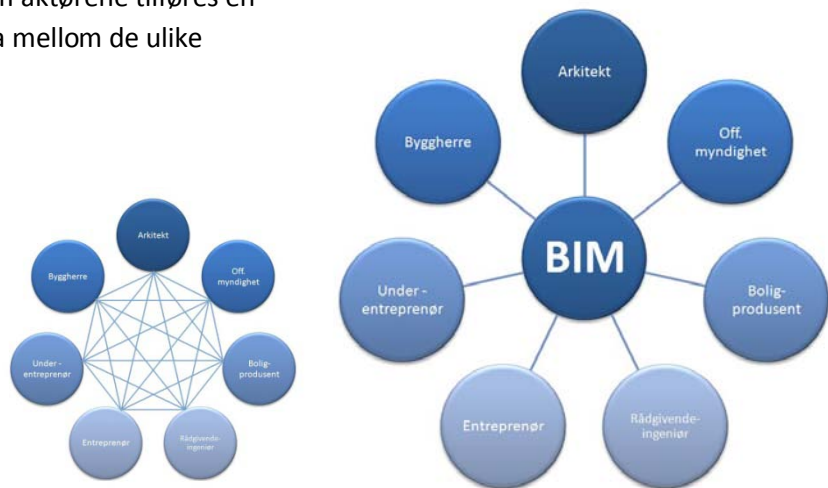 aktørene tilføres en
mellom de ulike
Arkitekt
Byggherre
Off.
myndighet
Under -
entreprenør
Bolig-
produsent
Entreprenør
Rådgivende-
ingeniør
Arkitekt
Byggherre
Off.
myndighet
BIM
Under -
entreprenør
Bolig-
produsent
Entreprenør
Rådgivende-
ingeniør